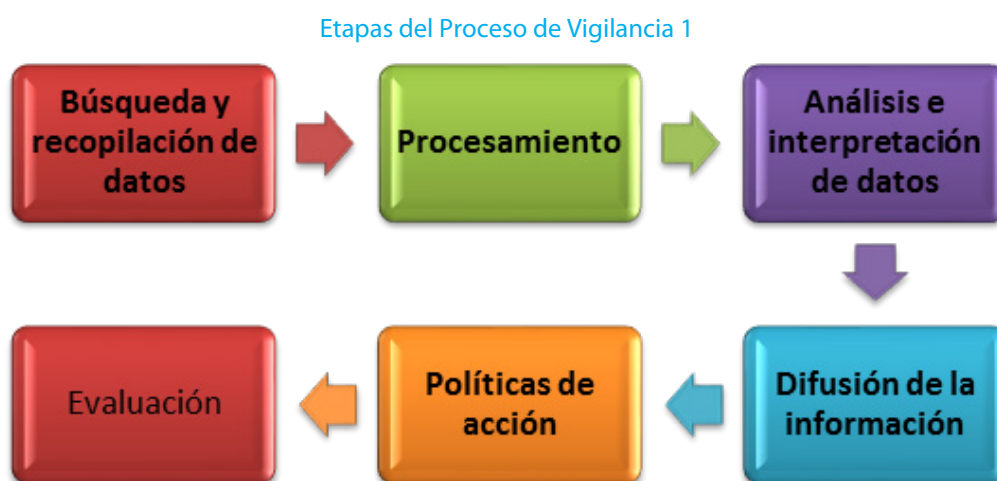 Etapas del Proceso de Vigilancia 1
Búsqueda y
recopilación de
datos
Procesamiento
Análisis e
interpretación
de datos
Difusión de la
información
Políticas de
acción
Evaluación